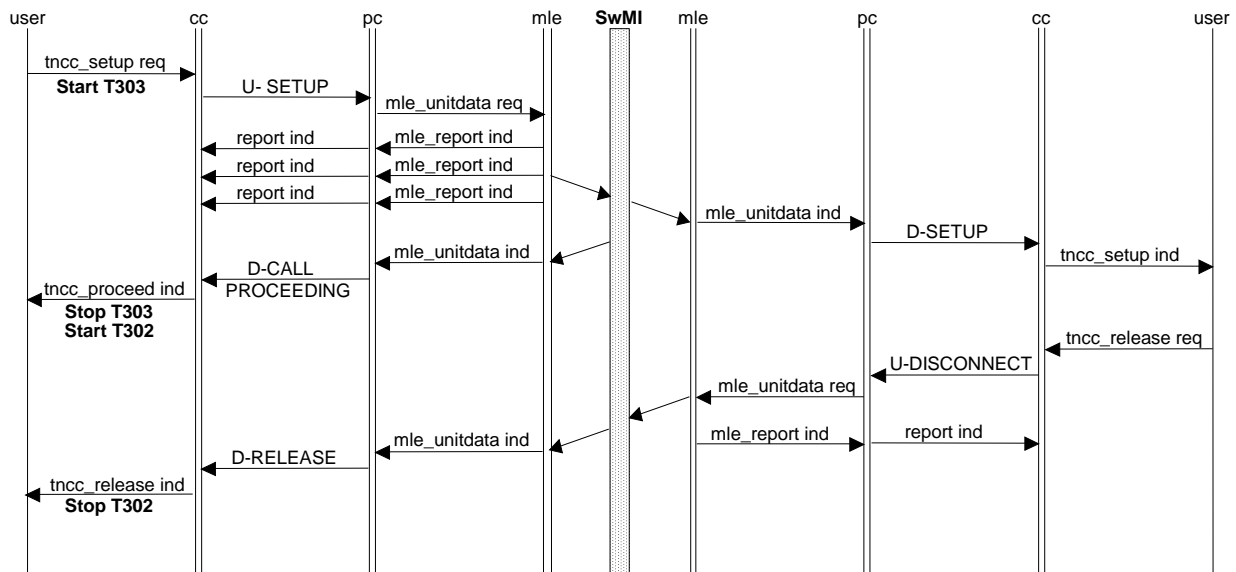 user cc pc mle SwMI mle pc cc user
tncc_setup req
Start T303
U- SETUP
mle_unitdata req
report ind mle_report ind
report ind mle_report ind
report ind mle_report ind
mle_unitdata ind
D-SETUP
tncc_setup ind
mle_unitdata ind
D-CALL
PROCEEDING
tncc_proceed ind
Stop T303
Start T302
tncc_release req
U-DISCONNECT
mle_unitdata req
mle_report ind report ind
mle_unitdata ind
D-RELEASE
tncc_release ind
Stop T302